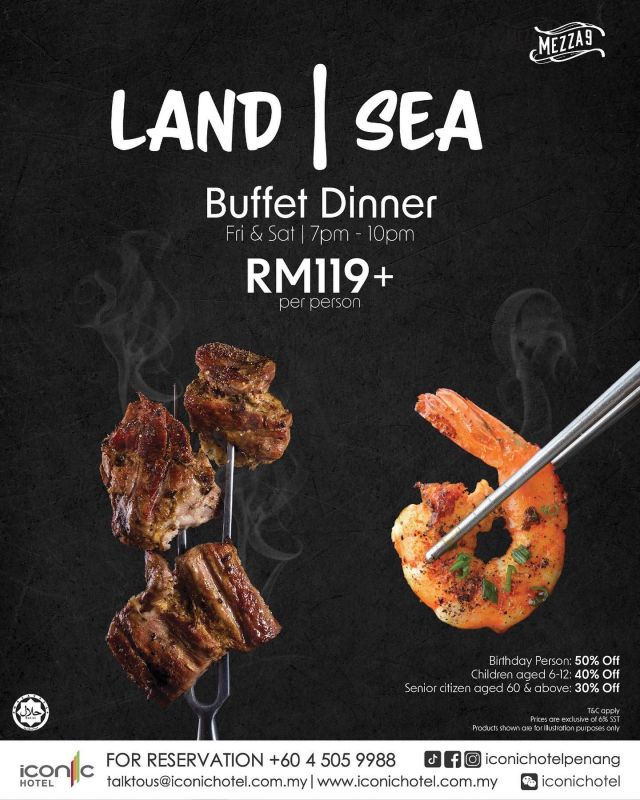 MEZZA9
LAND | SEA
Buffet Dinner
Fri & Sat | 7pm - 10pm
RM119+
per person
Birthday Person: 50% Off
Children aged 6-12: 40% Off
Senior citizen aged 60 & above: 30% Off
T&C apply
Prices are exclusive of 6% SST
Products shown are for illustration purposes only
حلال
iconic
HOTEL
FOR RESERVATION +60 4 505 9988
iconichotelpenang
talktous@iconichotel.com.my | www.iconichotel.com.my
iconichotel